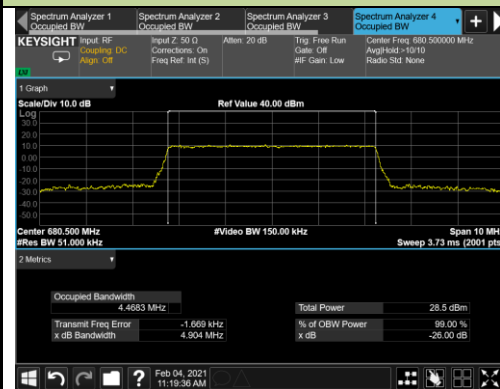 Spectrum Analyzer 1 Spectrum Analyzer 2 Spectrum Analyzer 3 Spectrum Analyzer 4
Occupied BW Occupied BW Occupied BW Occupied BW
KEYSIGHT Input: RF Input Z: 50 Ω Atten: 20 dB Trig: Free Run Center Freq: 680.500000 MHz
Coupling: DC Corrections: On Gate: Off Avg|Hold:>10/10
Align: Off Freq Ref: Int (S) #IF Gain: Low Radio Std: None
1 Graph
Scale/Div 10.0 dB Ref Value 40.00 dBm
Log
30.0
20.0
10.0
0.00
-10.0
-20.0
-30.0
-40.0
-50.0
Center 680.500 MHz #Video BW 150.00 kHz Span 10 MH
#Res BW 51.000 kHz Sweep 3.73 ms (2001 pts
2 Metrics
Occupied Bandwidth
4.4683 MHz Total Power 28.5 dBm
Transmit Freq Error -1.669 kHz % of OBW Power 99.00 %
x dB Bandwidth 4.904 MHz x dB -26.00 dB
? Feb 04, 2021
11:19:36 AM